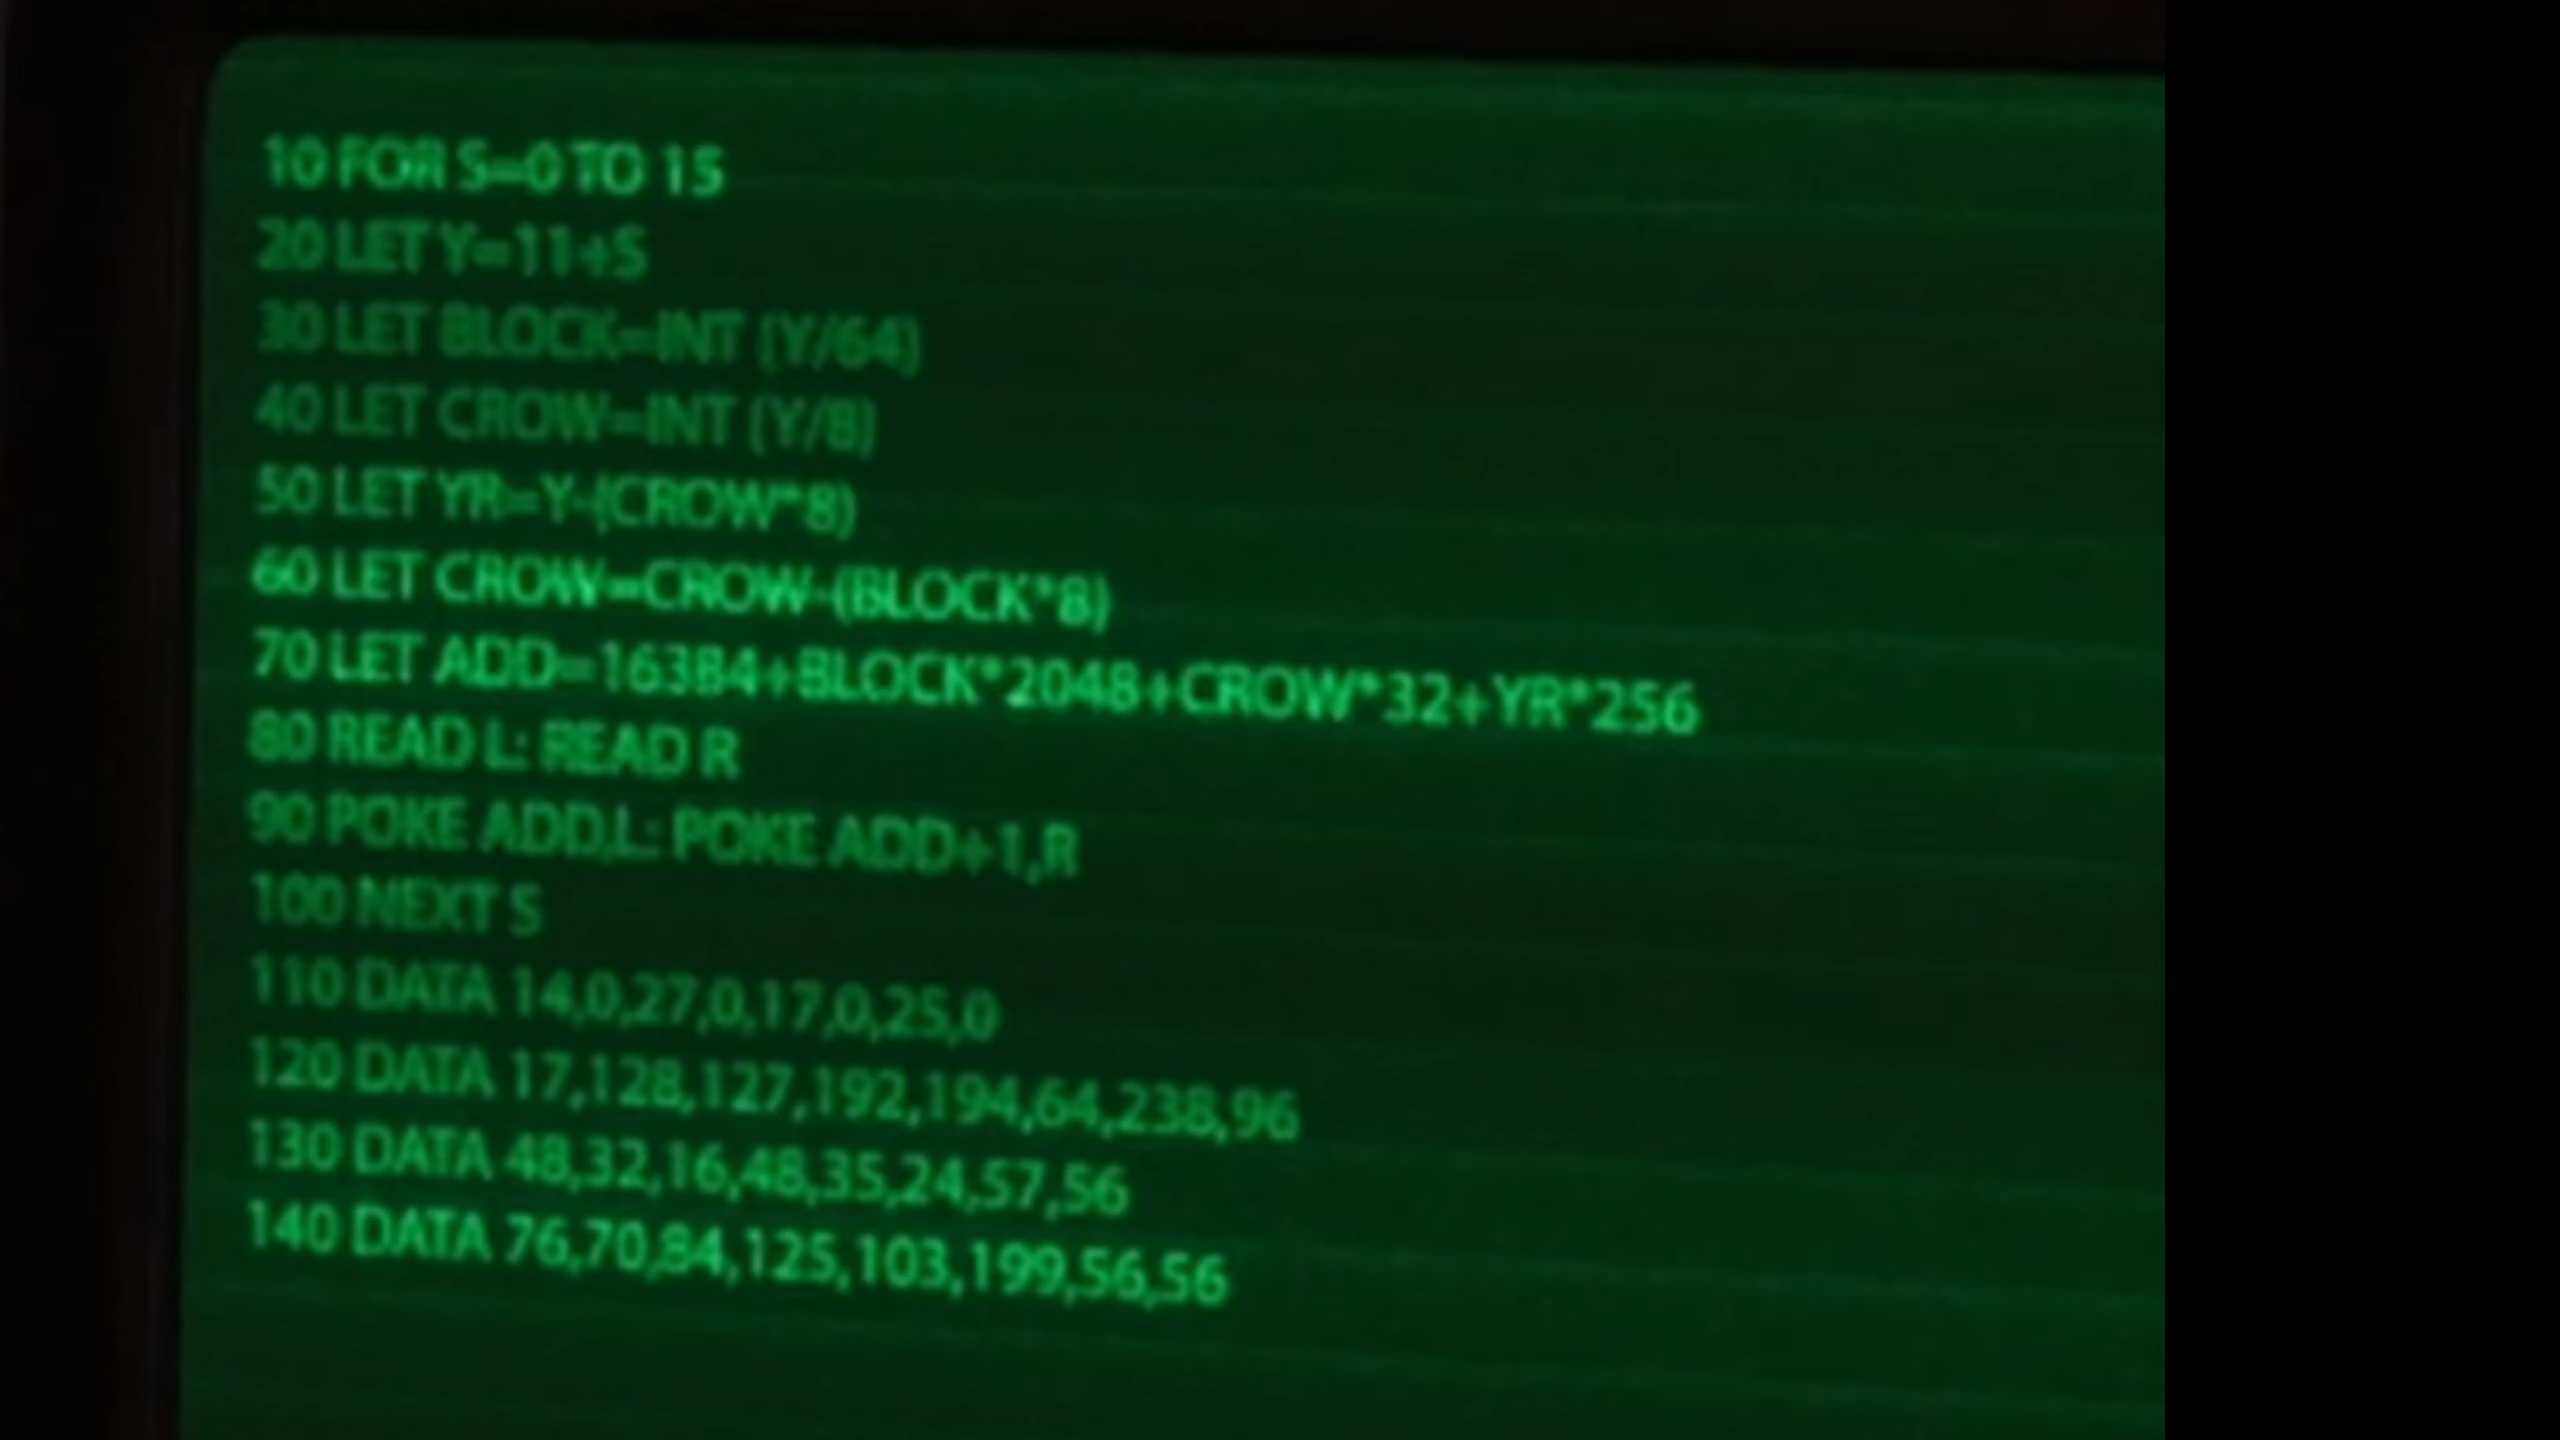 10 FOR S=0 TO 15
20 LET Y=11+S
30 LET BLOCK=INT (Y/64)
40 LET CROW=INT (Y/8)
50 LET YR=Y-(CROW*8)
60 LET CROW=CROW-(BLOCK*8)
70 LET ADD=16384+BLOCK*2048+CROW*32+YR*256
80 READ L: READ R
90 POKE ADD,L: POKE ADD+1,R
100 NEXT S
110 DATA 14,0,27,0,17,0,25,0
120 DATA 17,128,127,192,194,64,238,96
130 DATA 48,32,16,48,35,24,57,56
140 DATA 76,70,84,125,103,199,56,56